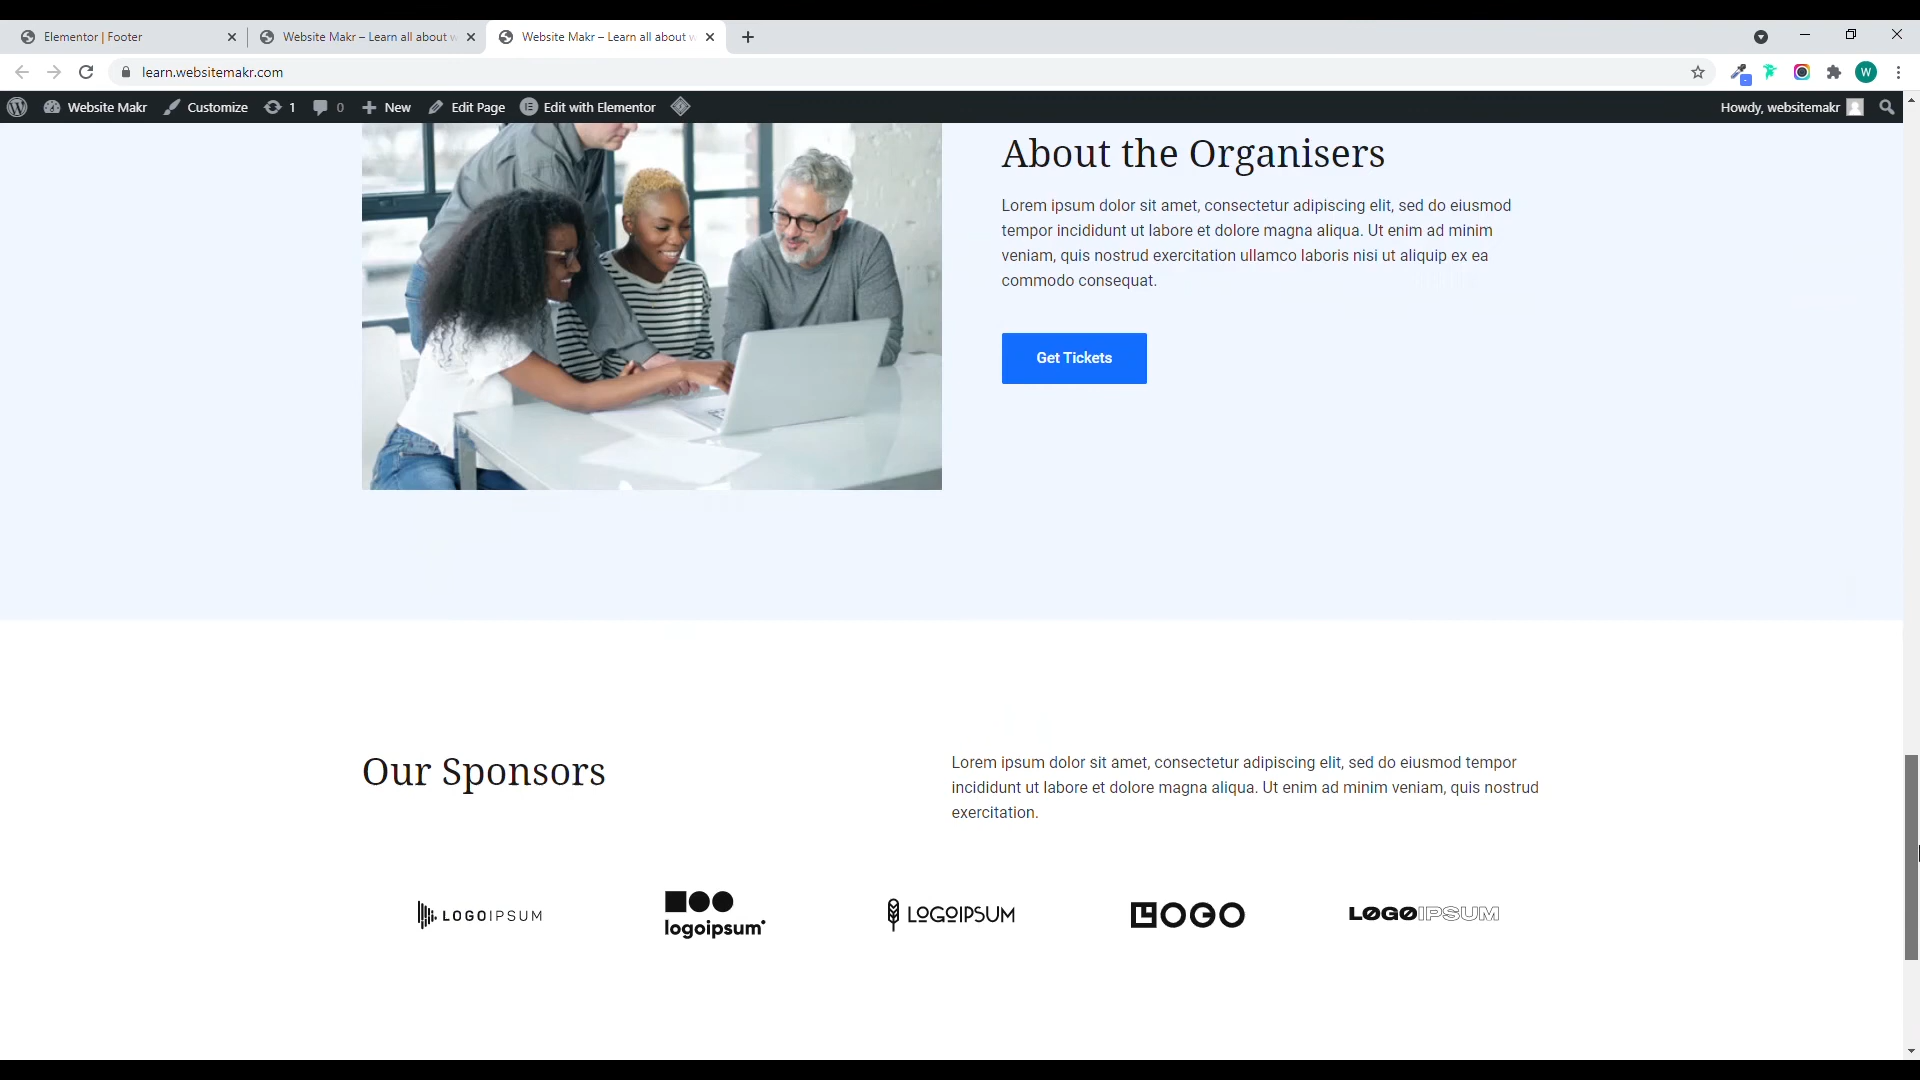 Elementor | Footer
Website Makr – Learn all about w
Website Makr – Learn all about w
learn.websitemakr.com
W
Website Makr
Customize
1
0
New
Edit Page
Edit with Elementor
Howdy, websitemakr
About the Organisers
Lorem ipsum dolor sit amet, consectetur adipiscing elit, sed do eiusmod
tempor incididunt ut labore et dolore magna aliqua. Ut enim ad minim
veniam, quis nostrud exercitation ullamco laboris nisi ut aliquip ex ea
commodo consequat.
Get Tickets
Our Sponsors
Lorem ipsum dolor sit amet, consectetur adipiscing elit, sed do eiusmod tempor
incididunt ut labore et dolore magna aliqua. Ut enim ad minim veniam, quis nostrud
exercitation.
LOGOIPSUM
logoipsum
LOGOIPSUM
LOGO
LOGOIPSUM